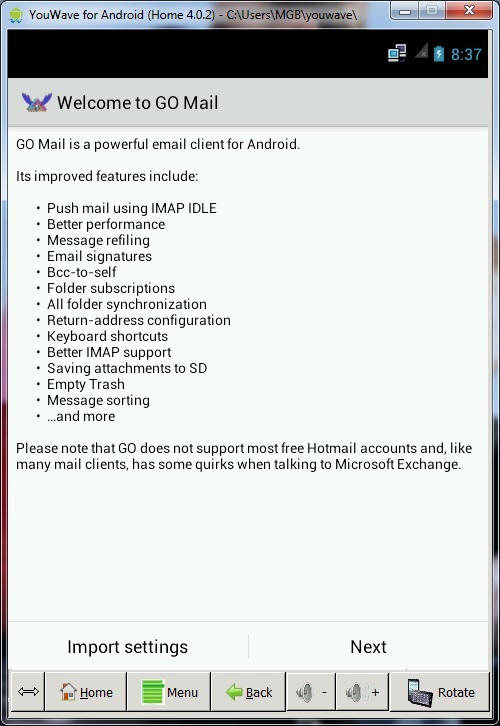 YouWave for Android (Home 4.0.2) - C:\Users\MGB\youwave\
8:37
Welcome to GO Mail
GO Mail is a powerful email client for Android.
Its improved features include:
• Push mail using IMAP IDLE
• Better performance
• Message refiling
• Email signatures
• Bcc-to-self
• Folder subscriptions
• All folder synchronization
• Return-address configuration
• Keyboard shortcuts
• Better IMAP support
• Saving attachments to SD
• Empty Trash
• Message sorting
• …and more
Please note that GO does not support most free Hotmail accounts and, like
many mail clients, has some quirks when talking to Microsoft Exchange.
Import settings Next
Home Menu Back - + Rotate